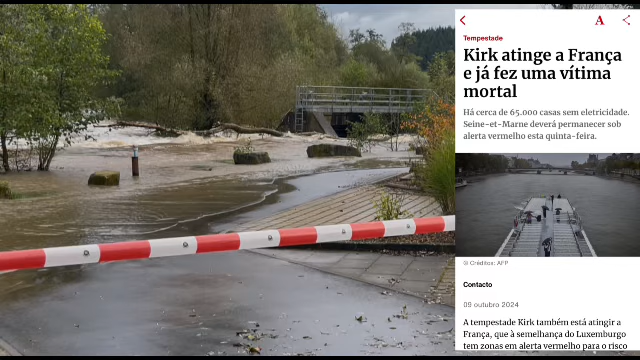 A
Tempestade
Kirk atinge a França
e já fez uma vítima
mortal
Há cerca de 65.000 casas sem eletricidade.
Seine-et-Marne deverá permanecer sob
alerta vermelho esta quinta-feira.
© Créditos: AFP
Contacto
09 outubro 2024
A tempestade Kirk também está atingir a
França, que à semelhança do Luxemburgo
tem zonas em alerta vermelho para o risco